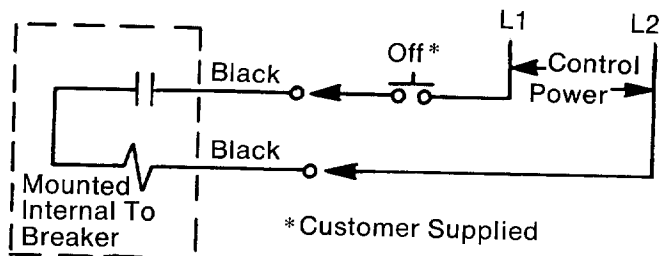 L1
L2
Off*
Control
Power
Black
Black
Mounted
Internal To
Breaker
*Customer Supplied